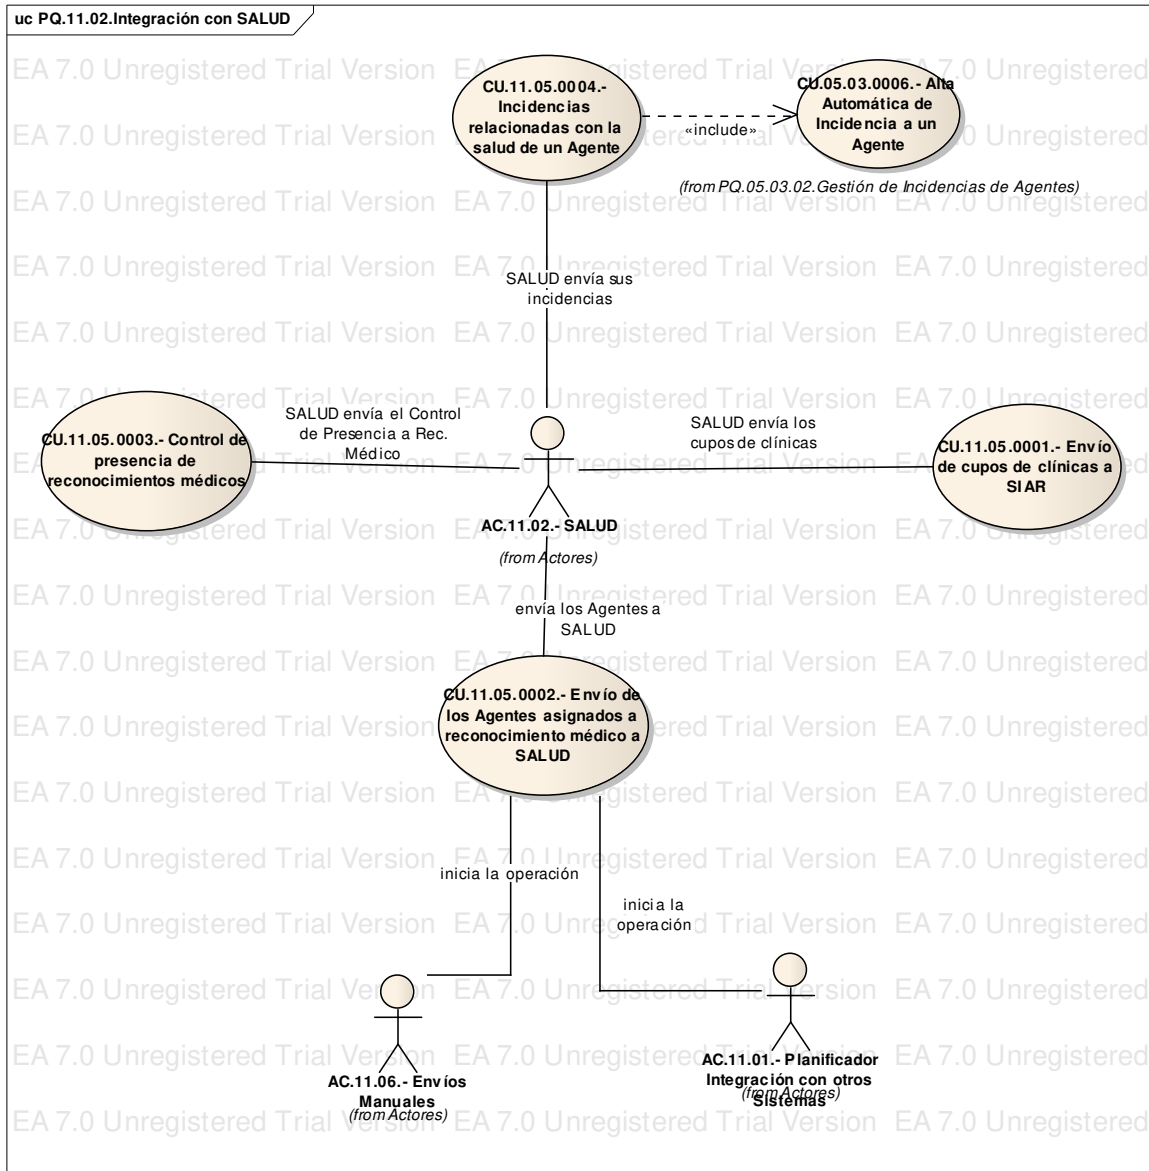 uc PQ.11.02.Integración con SALUD
EA 7.0 Unregistered Trial Version
CU.11.05.0004.-
Incidencias
relacionadas con la
salud de un Agente
«include»
CU.05.03.0006.- Alta
Automática de
Incidencia a un
Agente
(from PQ.05.03.02.Gestión de Incidencias de Agentes)
SALUD envía sus
incidencias
CU.11.05.0003.- Control de
presencia de
reconocimientos médicos
SALUD envía el Control
de Presencia a Rec.
Médico
SALUD envía los
cupos de clínicas
CU.11.05.0001.- Envío
de cupos de clínicas a
SIAR
AC.11.02.- SALUD
(from Actores)
envía los Agentes a
SALUD
CU.11.05.0002.- Envío de
los Agentes asignados a
reconocimiento médico a
SALUD
inicia la operación
inicia la
operación
AC.11.06.- Envíos
Manuales
(from Actores)
AC.11.01.- Planificador
Integración con otros
Sistemas
(from Actores)